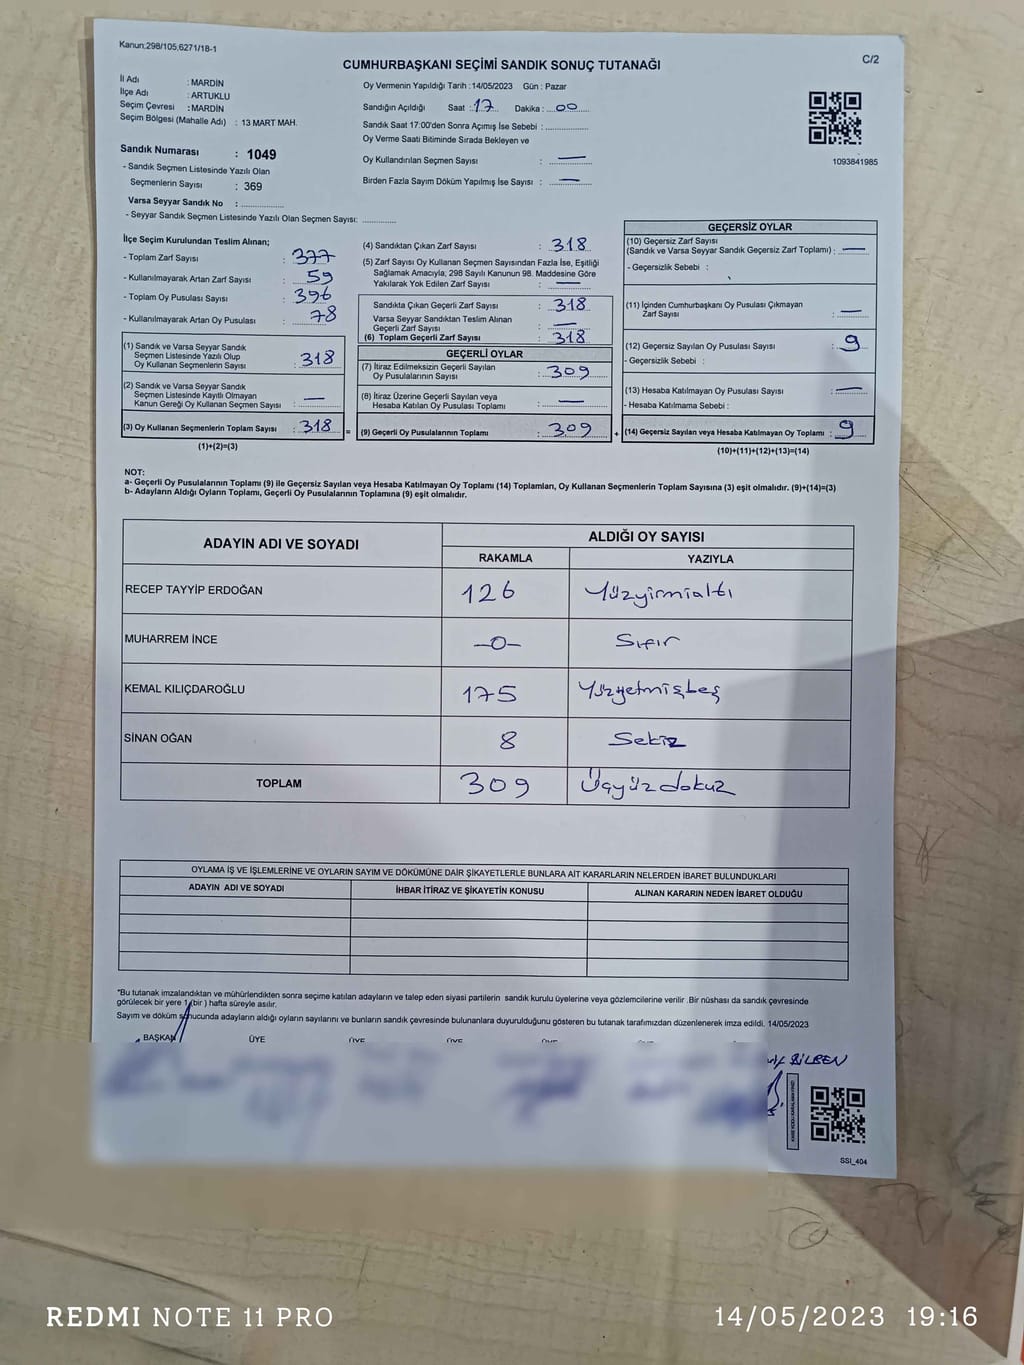 Kanun:298/105,6271/18-1
C/2
CUMHURBAŞKANI SEÇİMİ SANDIK SONUÇ TUTANAĞI
İl Adı : MARDİN
İlçe Adı : ARTUKLU
Seçim Çevresi : MARDİN
Seçim Bölgesi (Mahalle Adı) : 13 MART MAH.
Sandık Numarası : 1049
- Sandık Seçmen Listesinde Yazılı Olan
Seçmenlerin Sayısı : 369
Varsa Seyyar Sandık No :
- Seyyar Sandık Seçmen Listesinde Yazılı Olan Seçmen Sayısı:
Oy Vermenin Yapıldığı Tarih : 14/05/2023 Gün : Pazar
Sandığın Açıldığı Saat : 17 Dakika : 00
Sandık Saat 17:00'den Sonra Açımış İse Sebebi :
Oy Verme Saati Bitiminde Sırada Bekleyen ve
Oy Kullandırılan Seçmen Sayısı : —
Birden Fazla Sayım Döküm Yapılmış İse Sayısı : —
1093841985
İlçe Seçim Kurulundan Teslim Alınan;
- Toplam Zarf Sayısı : 377
- Kullanılmayarak Artan Zarf Sayısı : 59
- Toplam Oy Pusulası Sayısı : 396
- Kullanılmayarak Artan Oy Pusulası : 78
(1) Sandık ve Varsa Seyyar Sandık
Seçmen Listesinde Yazılı Olup
Oy Kullanan Seçmenlerin Sayısı : 318
(2) Sandık ve Varsa Seyyar Sandık
Seçmen Listesinde Kayıtlı Olmayan
Kanun Gereği Oy Kullanan Seçmen Sayısı : —
(3) Oy Kullanan Seçmenlerin Toplam Sayısı : 318 =
(1)+(2)=(3)
(4) Sandıktan Çıkan Zarf Sayısı : 318
(5) Zarf Sayısı Oy Kullanan Seçmen Sayısından Fazla İse, Eşitliği
Sağlamak Amacıyla, 298 Sayılı Kanunun 98. Maddesine Göre
Yakılarak Yok Edilen Zarf Sayısı : —
Sandıkta Çıkan Geçerli Zarf Sayısı : 318
Varsa Seyyar Sandıktan Teslim Alınan
Geçerli Zarf Sayısı : —
(6) Toplam Geçerli Zarf Sayısı : 318
GEÇERLİ OYLAR
(7) İtiraz Edilmeksizin Geçerli Sayılan
Oy Pusulalarının Sayısı : 309
(8) İtiraz Üzerine Geçerli Sayılan veya
Hesaba Katılan Oy Pusulası Toplamı : —
(9) Geçerli Oy Pusulalarının Toplamı : 309 +
GEÇERSİZ OYLAR
(10) Geçersiz Zarf Sayısı
(Sandık ve Varsa Seyyar Sandık Geçersiz Zarf Toplamı) : —
- Geçersizlik Sebebi :
(11) İçinden Cumhurbaşkanı Oy Pusulası Çıkmayan
Zarf Sayısı : —
(12) Geçersiz Sayılan Oy Pusulası Sayısı : 9
- Geçersizlik Sebebi :
(13) Hesaba Katılmayan Oy Pusulası Sayısı : —
- Hesaba Katılmama Sebebi :
(14) Geçersiz Sayılan veya Hesaba Katılmayan Oy Toplamı : 9
(10)+(11)+(12)+(13)=(14)
NOT:
a- Geçerli Oy Pusulalarının Toplamı (9) ile Geçersiz Sayılan veya Hesaba Katılmayan Oy Toplamı (14) Toplamları, Oy Kullanan Seçmenlerin Toplam Sayısına (3) eşit olmalıdır. (9)+(14)=(3)
b- Adayların Aldığı Oyların Toplamı, Geçerli Oy Pusulalarının Toplamına (9) eşit olmalıdır.
ADAYIN ADI VE SOYADI ALDIĞI OY SAYISI
RAKAMLA YAZIYLA
RECEP TAYYİP ERDOĞAN 126 Yüzyirmialtı
MUHARREM İNCE —0— Sıfır
KEMAL KILIÇDAROĞLU 175 Yüzyetmişbeş
SİNAN OĞAN 8 Sekiz
TOPLAM 309 Üçyüz dokuz
OYLAMA İŞ VE İŞLEMLERİNE VE OYLARIN SAYIM VE DÖKÜMÜNE DAİR ŞİKAYETLERLE BUNLARA AİT KARARLARIN NELERDEN İBARET BULUNDUKLARI
ADAYIN ADI VE SOYADI İHBAR İTİRAZ VE ŞİKAYETİN KONUSU ALINAN KARARIN NEDEN İBARET OLDUĞU
*Bu tutanak imzalandıktan ve mühürlendikten sonra seçime katılan adayların ve talep eden siyasi partilerin sandık kurulu üyelerine veya gözlemcilerine verilir .Bir nüshası da sandık çevresinde
görülecek bir yere 1 (bir ) hafta süreyle asılır.
Sayım ve döküm sonucunda adayların aldığı oyların sayılarını ve bunların sandık çevresinde bulunanlara duyurulduğunu gösteren bu tutanak tarafımızdan düzenlenerek imza edildi. 14/05/2023
BAŞKAN ÜYE ÜYE ÜYE ÜYE
BİLBEN
SSI_404
REDMI NOTE 11 PRO
14/05/2023 19:16